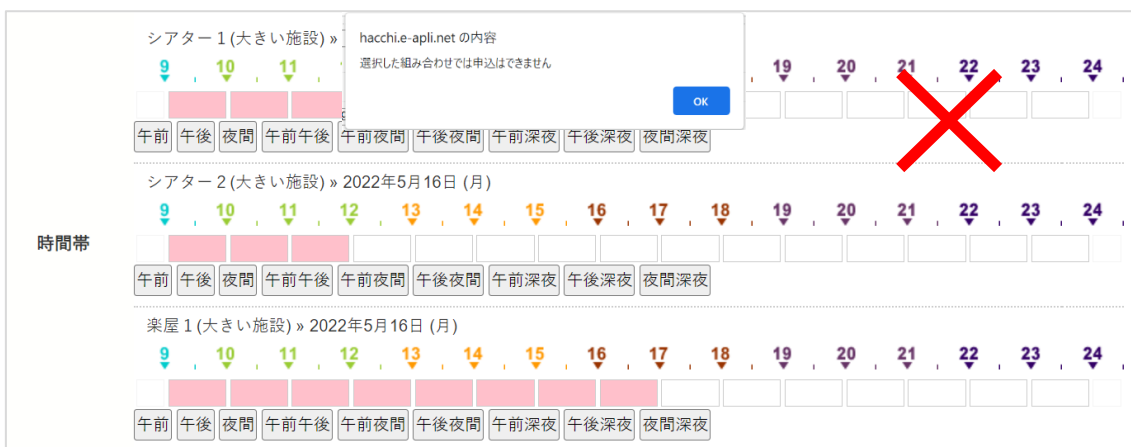 シアター１(大きい施設) »
hacchi.e-apli.net の内容
選択した組み合わせでは申込はできません
OK
9 10 11 19 20 21 22 23 24
午前 午後 夜間 午前午後 午前夜間 午後夜間 午前深夜 午後深夜 夜間深夜
シアター２(大きい施設) » 2022年5月16日 (月)
9 10 11 12 13 14 15 16 17 18 19 20 21 22 23 24
時間帯
午前 午後 夜間 午前午後 午前夜間 午後夜間 午前深夜 午後深夜 夜間深夜
楽屋１(大きい施設) » 2022年5月16日 (月)
9 10 11 12 13 14 15 16 17 18 19 20 21 22 23 24
午前 午後 夜間 午前午後 午前夜間 午後夜間 午前深夜 午後深夜 夜間深夜